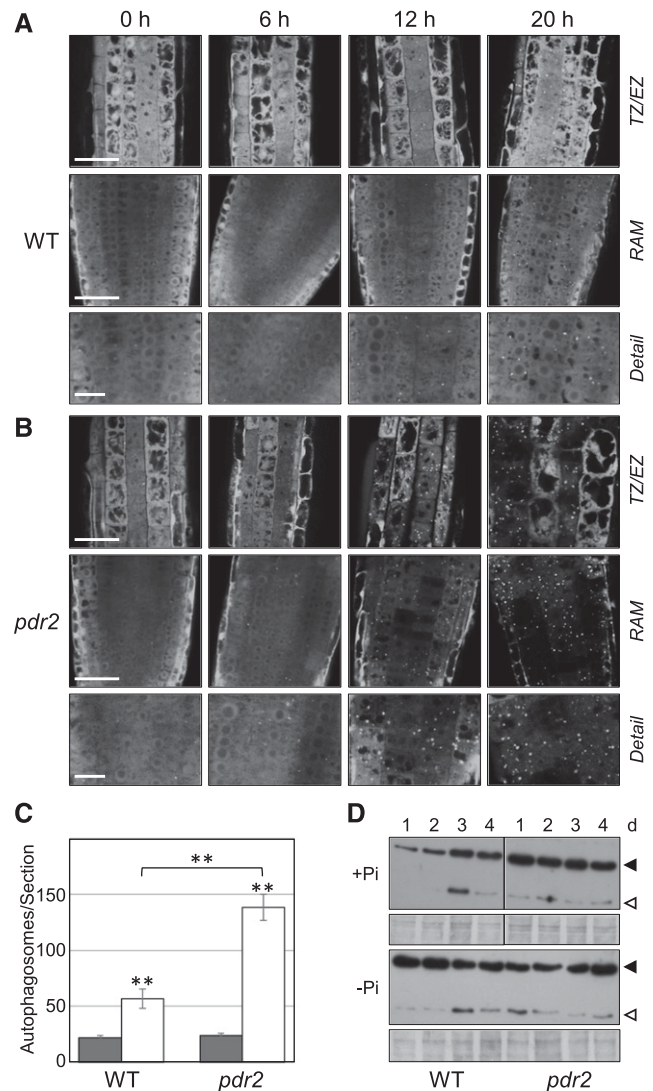 A
0 h 6 h 12 h 20 h
TZ/EZ
WT
RAM
Detail
B
TZ/EZ
pdr2
RAM
Detail
C
Autophagosomes/Section
150
100
50
0
**
**
**
WT pdr2
D
1 2 3 4 1 2 3 4 d
+Pi
-Pi
WT pdr2